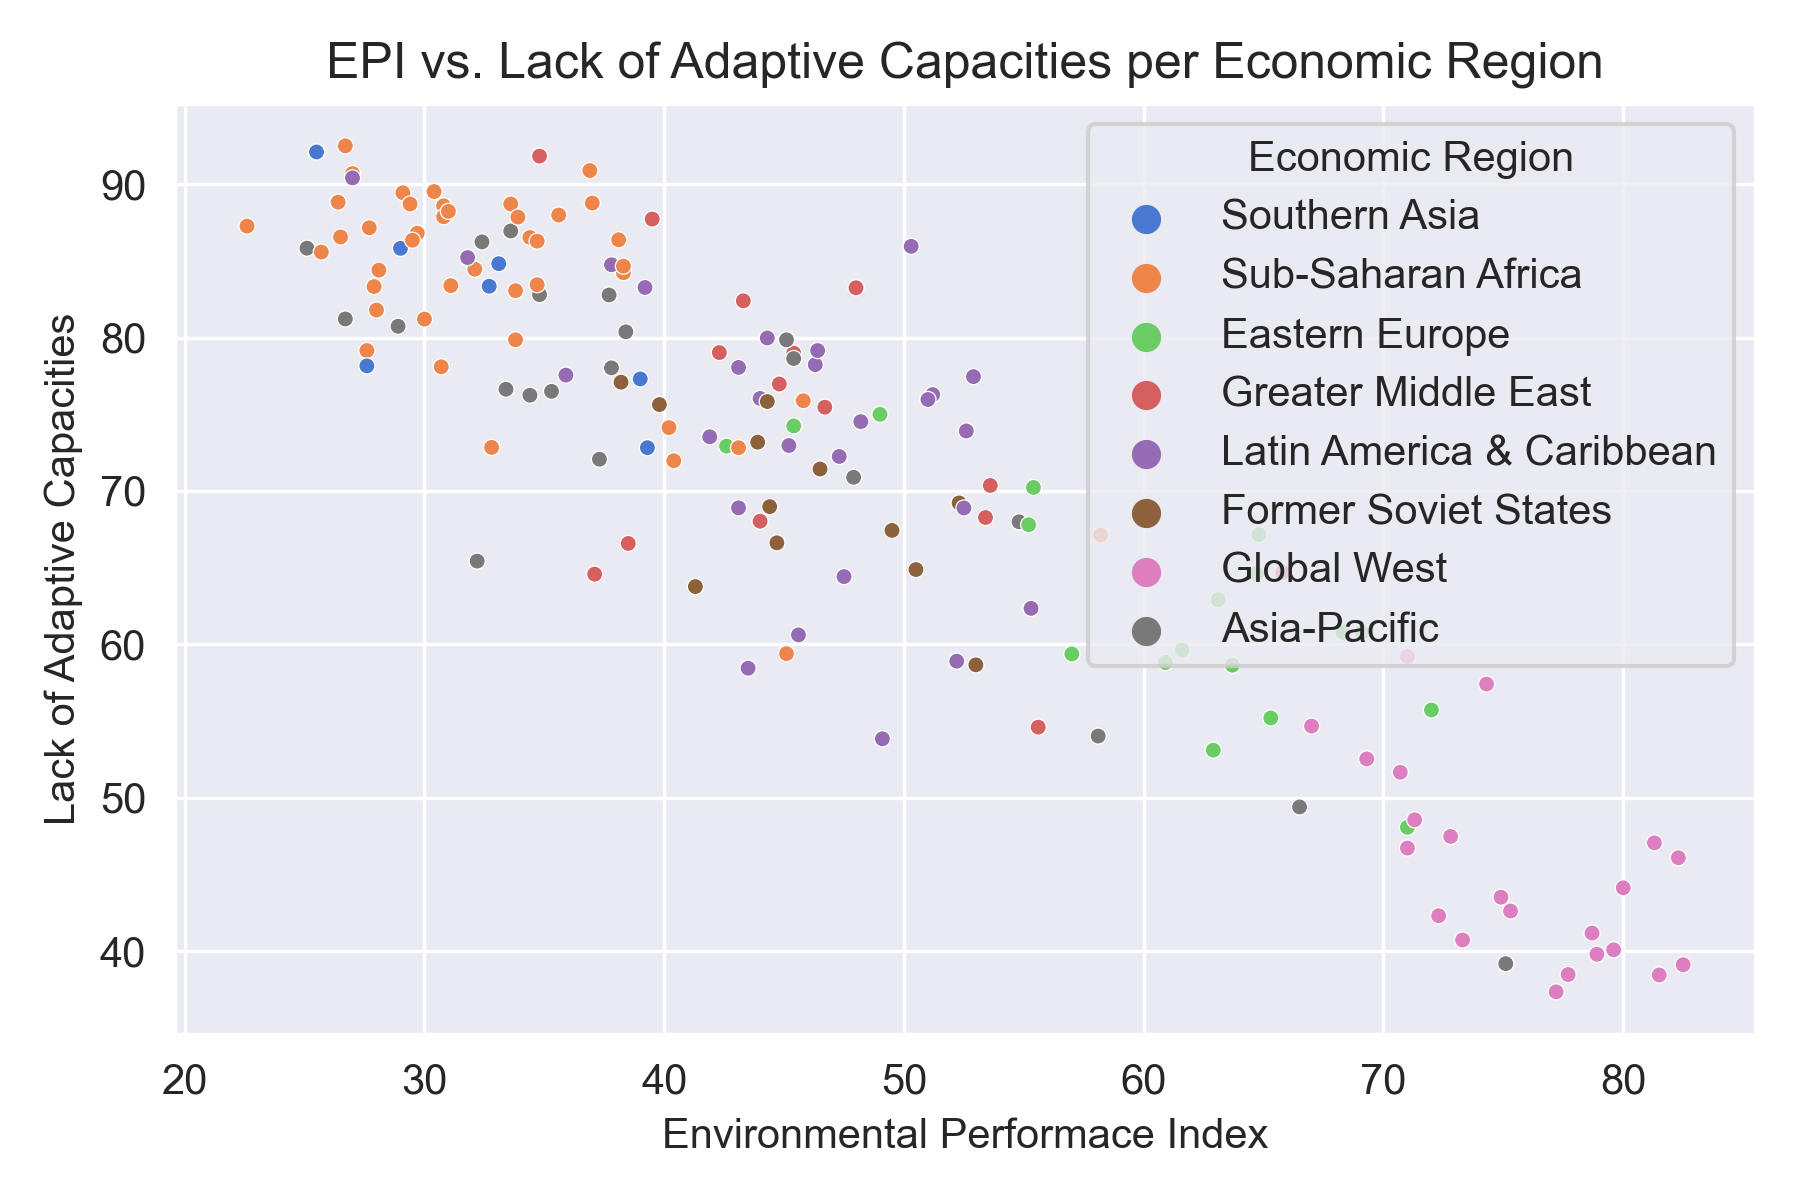 EPI vs. Lack of Adaptive Capacities per Economic Region
Economic Region
Southern Asia
Sub-Saharan Africa
Eastern Europe
Greater Middle East
Latin America & Caribbean
Former Soviet States
Global West
Asia-Pacific
90
80
70
60
50
40
Lack of Adaptive Capacities
20 30 40 50 60 70 80
Environmental Performace Index